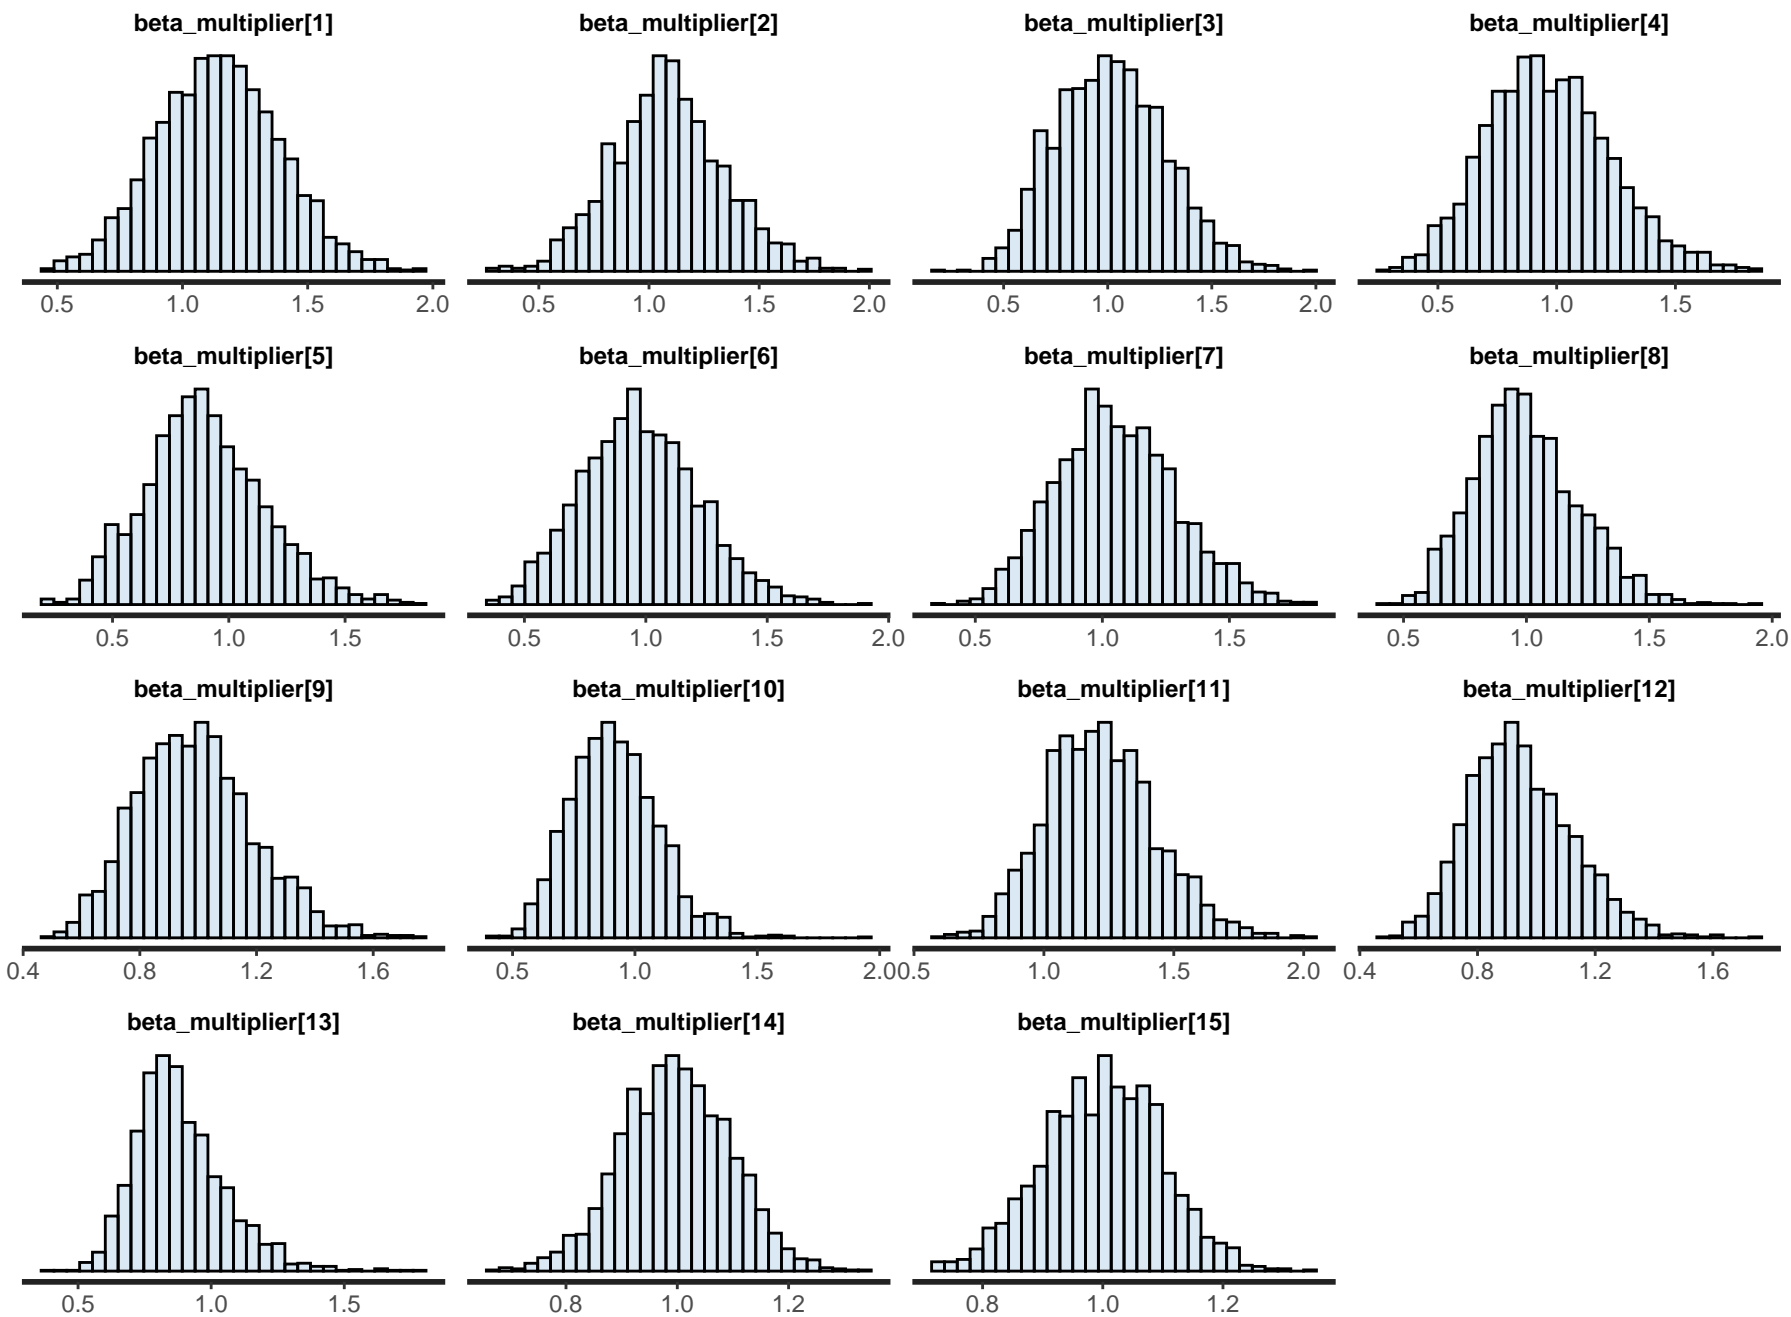 beta_multiplier[1] beta_multiplier[2] beta_multiplier[3] beta_multiplier[4]
0.5 1.0 1.5 2.0 0.5 1.0 1.5 2.0 0.5 1.0 1.5 2.0 0.5 1.0 1.5
beta_multiplier[5] beta_multiplier[6] beta_multiplier[7] beta_multiplier[8]
0.5 1.0 1.5 0.5 1.0 1.5 2.0 0.5 1.0 1.5 0.5 1.0 1.5 2.0
beta_multiplier[9] beta_multiplier[10] beta_multiplier[11] beta_multiplier[12]
0.4 0.8 1.2 1.6 0.5 1.0 1.5 2.0 0.5 1.0 1.5 2.0 0.4 0.8 1.2 1.6
beta_multiplier[13] beta_multiplier[14] beta_multiplier[15]
0.5 1.0 1.5 0.8 1.0 1.2 0.8 1.0 1.2